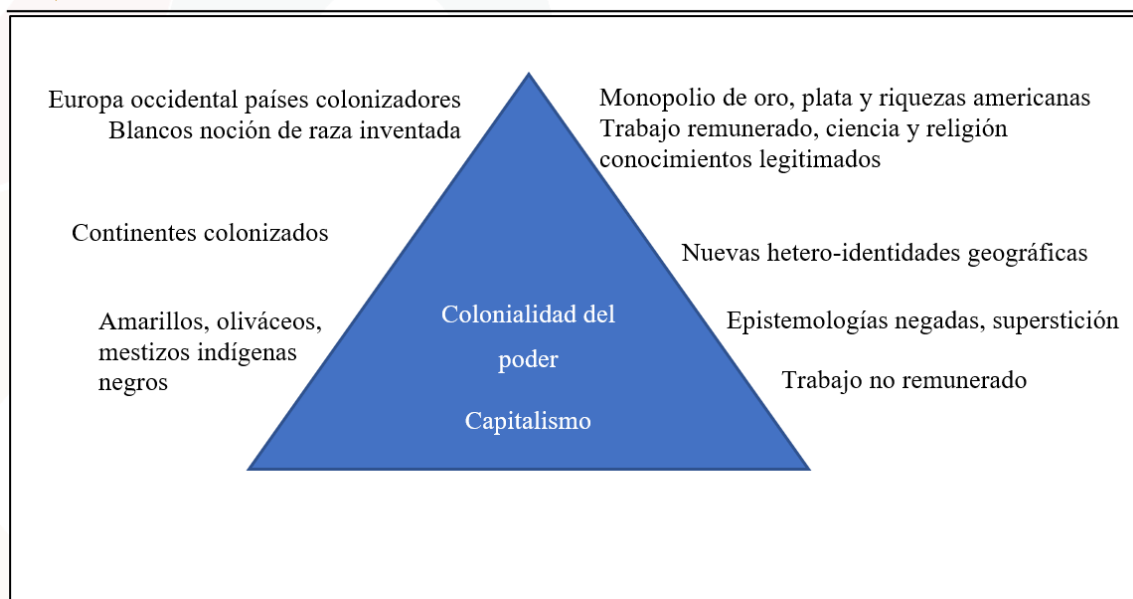 Europa occidental países colonizadores
Blancos noción de raza inventada
Monopolio de oro, plata y riquezas americanas
Trabajo remunerado, ciencia y religión
conocimientos legitimados
Continentes colonizados
Nuevas hetero-identidades geográficas
Amarillos, oliváceos,
mestizos indígenas
negros
Colonialidad del
poder
Capitalismo
Epistemologías negadas, superstición
Trabajo no remunerado